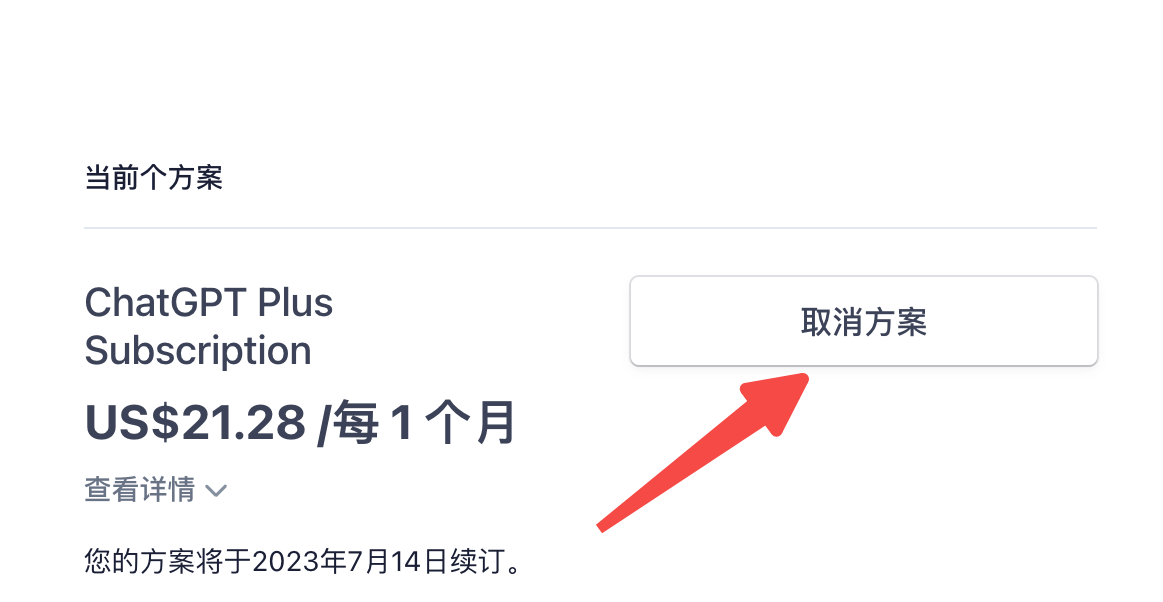 当前个方案
ChatGPT Plus
Subscription
取消方案
US$21.28 /每 1 个月
查看详情
您的方案将于2023年7月14日续订。